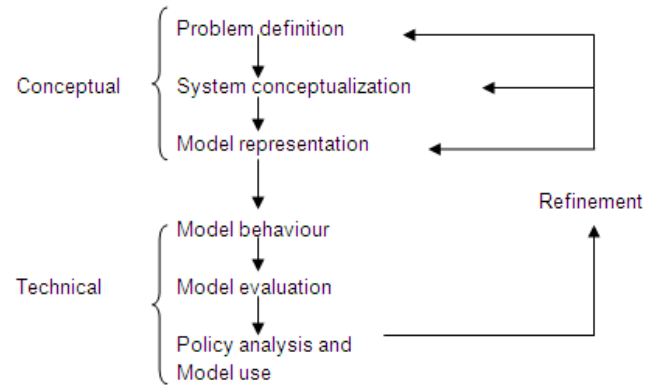 Problem definition
Conceptual
System conceptualization
Model representation
Refinement
Model behaviour
Technical
Model evaluation
Policy analysis and
Model use